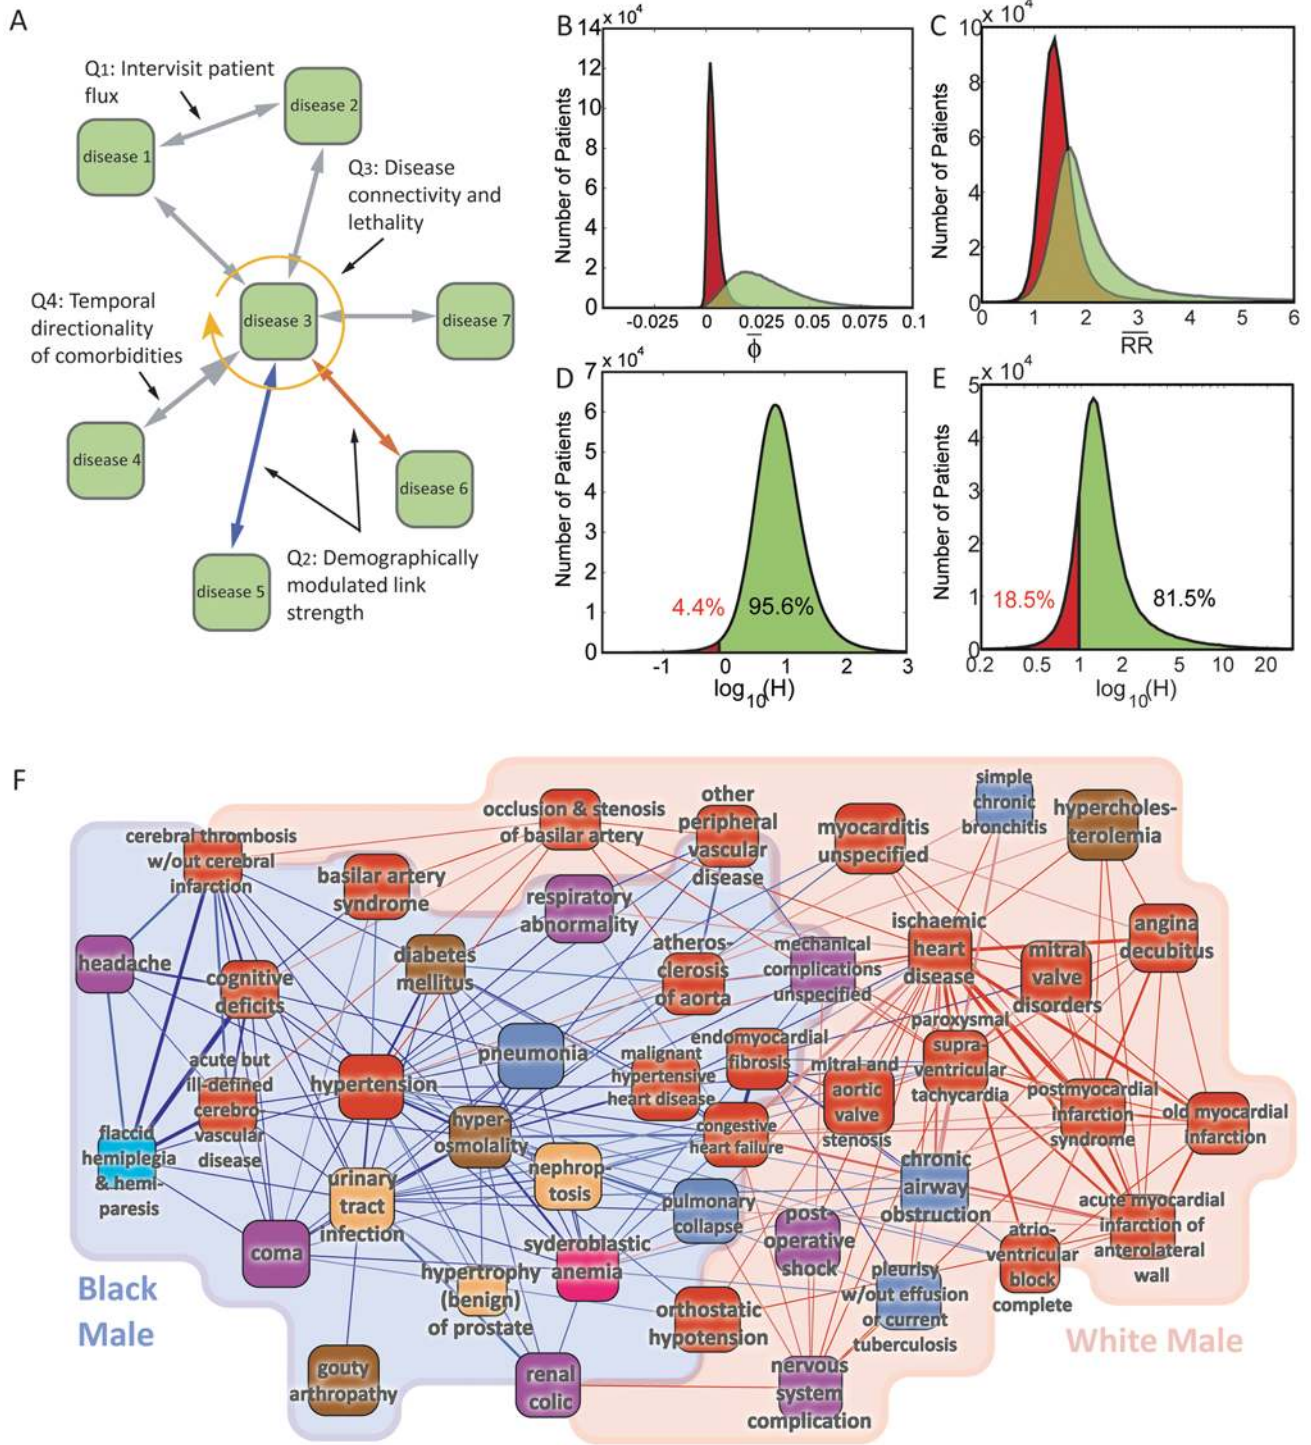 A
Q1: Intervisit patient
flux
disease 2
disease 1
Q3: Disease
connectivity and
lethality
Q4: Temporal
directionality
of comorbidities
disease 3
disease 7
disease 4
disease 6
disease 5
Q2: Demographically
modulated link
strength
B
x 10⁴
14
12
10
8
6
4
2
0
Number of Patients
-0.025
0
0.025
0.05
0.075
0.1
ϕ̅
C
x 10⁴
10
8
6
4
2
0
Number of Patients
0
1
2
3
4
5
6
R̅R̅
D
x 10⁴
7
6
5
4
3
2
1
0
Number of Patients
4.4%
95.6%
-1
0
1
2
3
log₁₀(H)
E
x 10⁴
5
4
3
2
1
0
Number of Patients
18.5%
81.5%
0.2
0.5
1
2
5
10
20
log₁₀(H)
F
cerebral thrombosis
w/out cerebral
infarction
basilar artery
syndrome
occlusion & stenosis
of basilar artery
other
peripheral
vascular
disease
myocarditis
unspecified
simple
chronic
bronchitis
hypercholes-
terolemia
headache
cognitive
deficits
diabetes
mellitus
respiratory
abnormality
atheros-
clerosis
of aorta
mechanical
complications
unspecified
ischaemic
heart
disease
mitral
valve
disorders
angina
decubitus
acute but
ill-defined
cerebro
vascular
disease
hypertension
pneumonia
malignant
hypertensive
heart disease
endomyocardial
fibrosis
mitral and
aortic
valve
stenosis
paroxysmal
supra-
ventricular
tachycardia
postmyocardial
infarction
syndrome
old myocardial
infarction
flaccid
hemiplegia
& hemi-
paresis
hyper-
osmolality
congestive
heart failure
urinary
tract
infection
nephrop-
tosis
pulmonary
collapse
chronic
airway
obstruction
acute myocardial
infarction of
anterolateral
wall
coma
syderoblastic
anemia
post-
operative
shock
atrio-
ventricular
block
complete
hypertrophy
(benign)
of prostate
orthostatic
hypotension
pleurisy
w/out effusion
or current
tuberculosis
Black
Male
White Male
gouty
arthropathy
renal
colic
nervous
system
complication